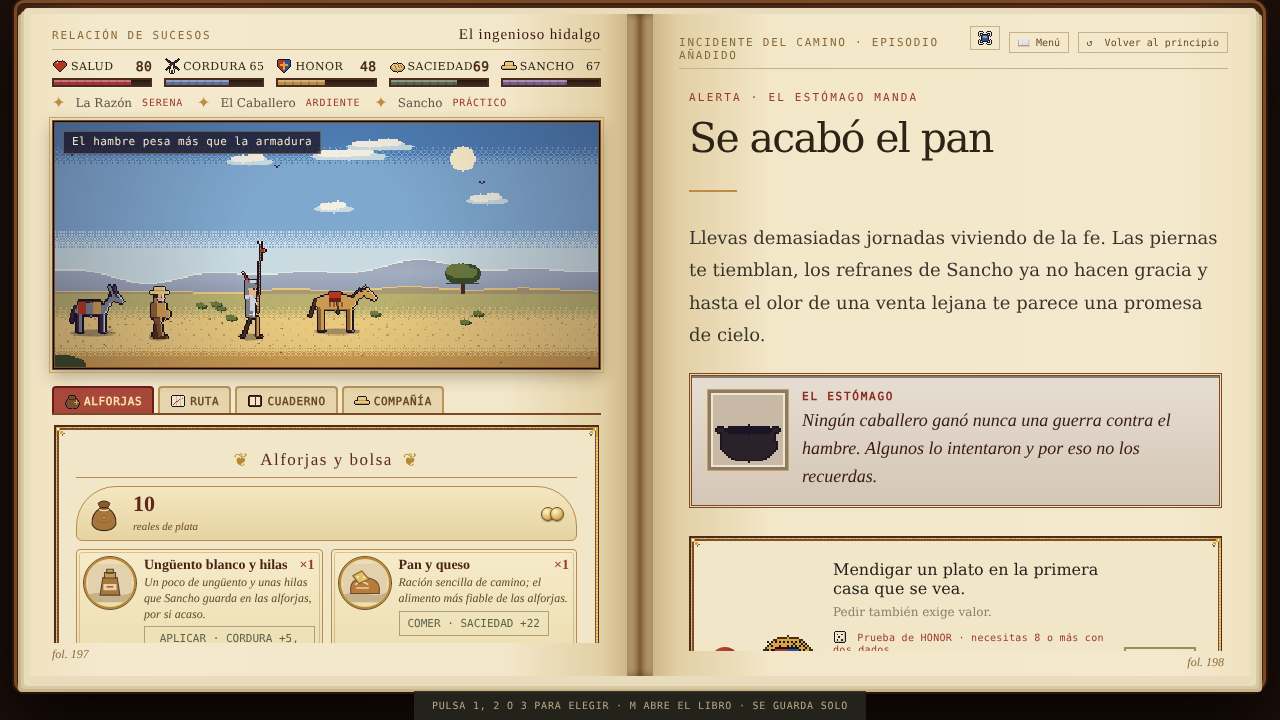 RELACIÓN DE SUCESOS
El ingenioso hidalgo
SALUD 80
CORDURA 65
HONOR 48
SACIEDAD 69
SANCHO 67
La Razón SERENA
El Caballero ARDIENTE
Sancho PRÁCTICO
El hambre pesa más que la armadura
ALFORJAS
RUTA
CUADERNO
COMPAÑÍA
Alforjas y bolsa
10
reales de plata
Ungüento blanco y hilas ×1
Un poco de ungüento y unas hilas
que Sancho guarda en las alforjas,
por si acaso.
APLICAR · CORDURA +5,
Pan y queso ×1
Ración sencilla de camino; el
alimento más fiable de las alforjas.
COMER · SACIEDAD +22
fol. 197
INCIDENTE DEL CAMINO · EPISODIO
AÑADIDO
Menú
Volver al principio
ALERTA · EL ESTÓMAGO MANDA
Se acabó el pan
Llevas demasiadas jornadas viviendo de la fe. Las piernas
te tiemblan, los refranes de Sancho ya no hacen gracia y
hasta el olor de una venta lejana te parece una promesa
de cielo.
EL ESTÓMAGO
Ningún caballero ganó nunca una guerra contra el
hambre. Algunos lo intentaron y por eso no los
recuerdas.
Mendigar un plato en la primera
casa que se vea.
Pedir también exige valor.
Prueba de HONOR · necesitas 8 o más con
dos dados
fol. 198
PULSA 1, 2 O 3 PARA ELEGIR · M ABRE EL LIBRO · SE GUARDA SOLO